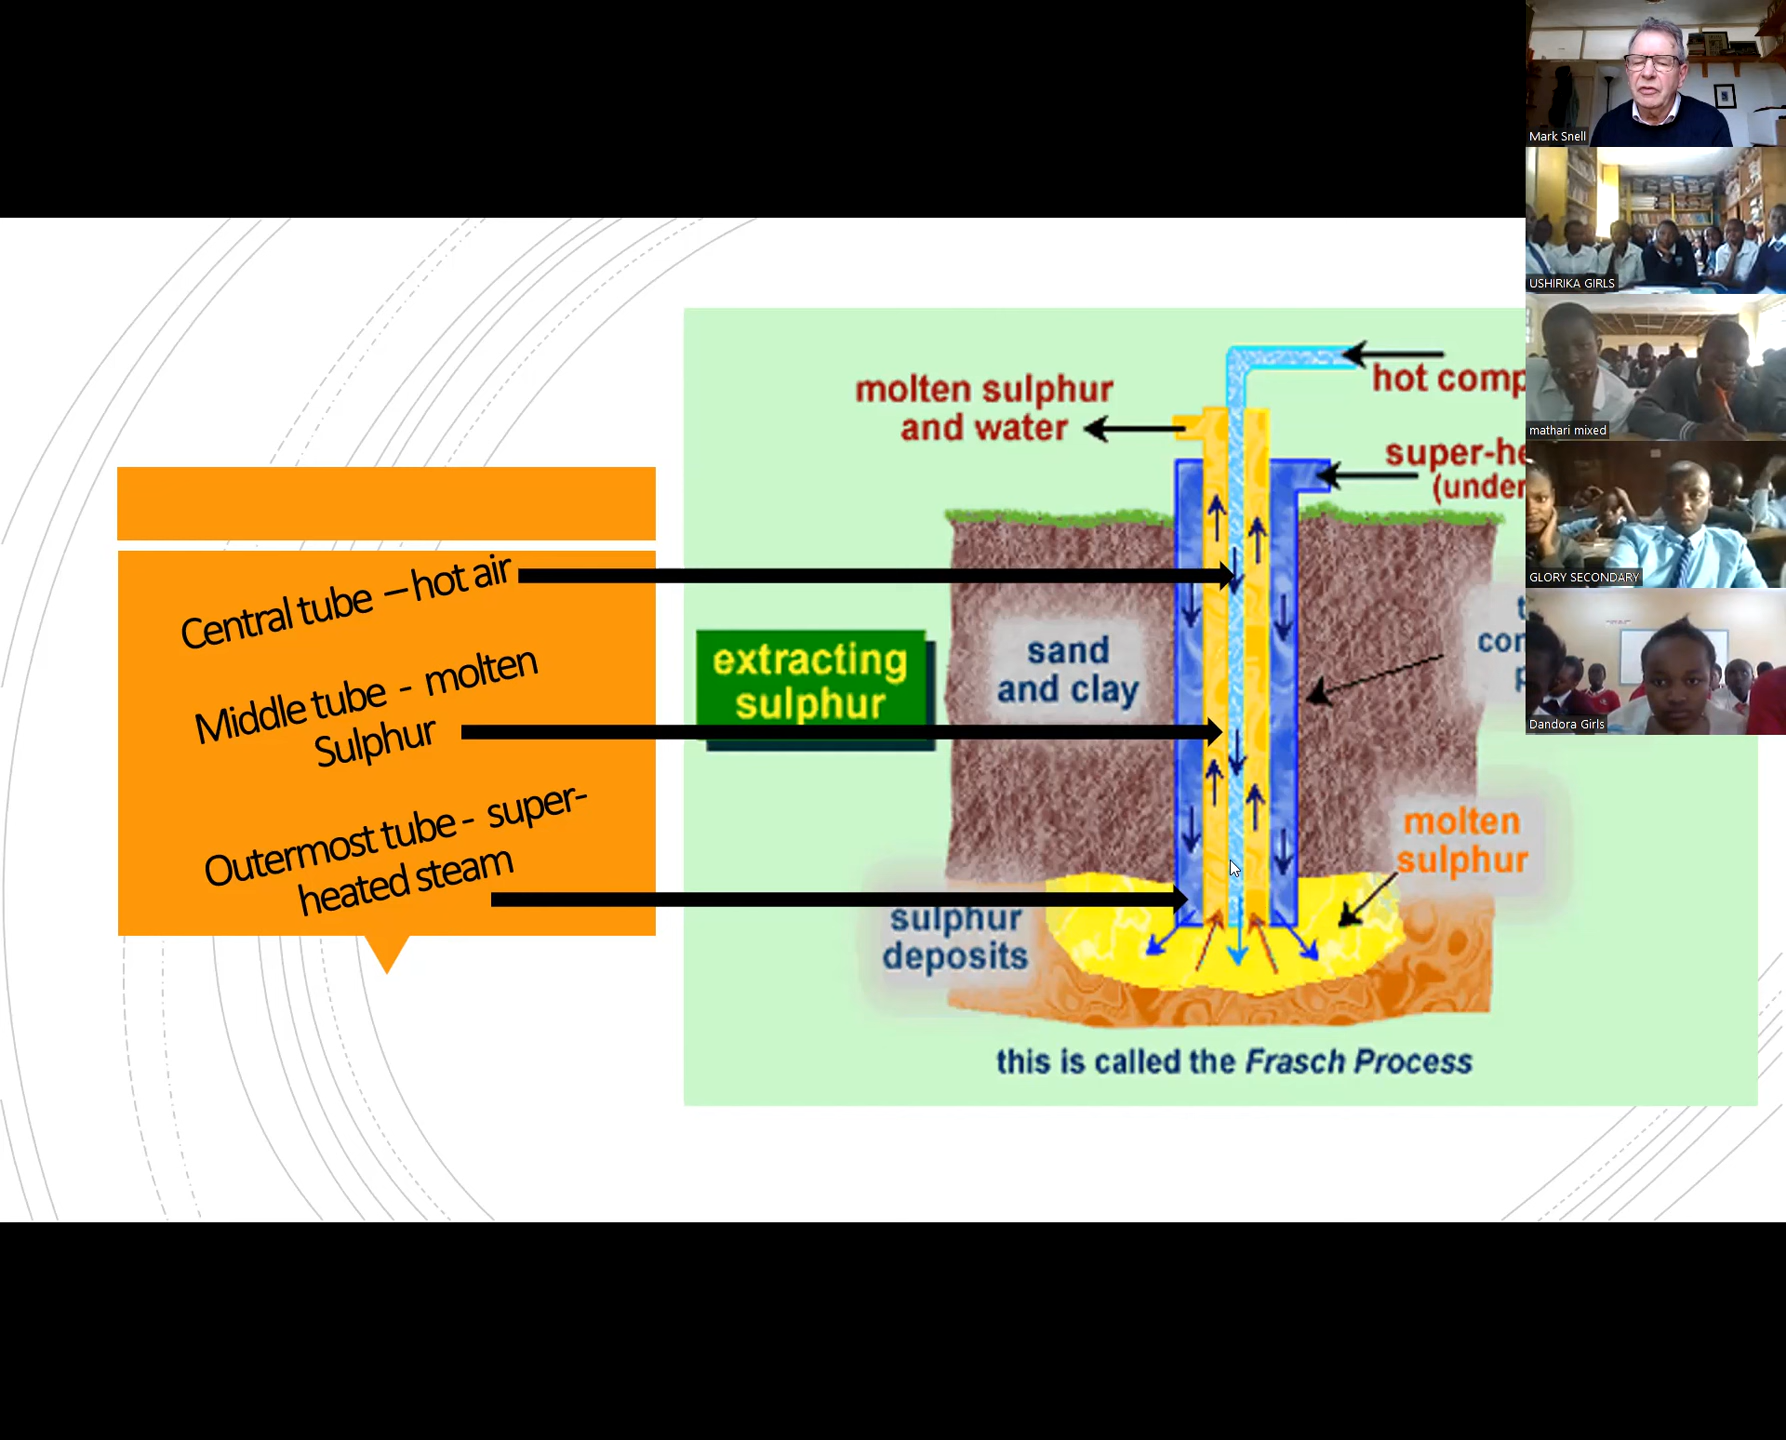 Central tube – hot air
Middle tube - molten
Sulphur
Outermost tube - super-
heated steam
extracting
sulphur
molten sulphur
and water
hot comp
super-he
(under
sand
and clay
molten
sulphur
sulphur
deposits
this is called the Frasch Process
Mark Snell
USHIRIKA GIRLS
mathari mixed
GLORY SECONDARY
Dandora Girls